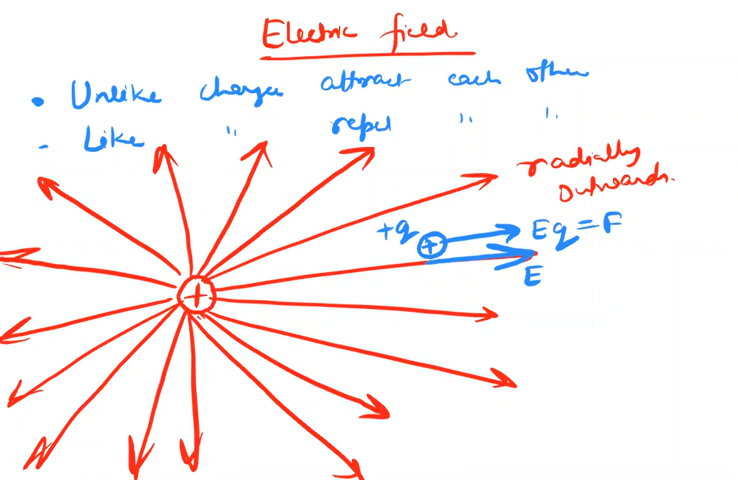 Electric field
• Unlike charges attract each other
- Like " repel " "
radially
outwards.
+q
+
Eq = F
E
+